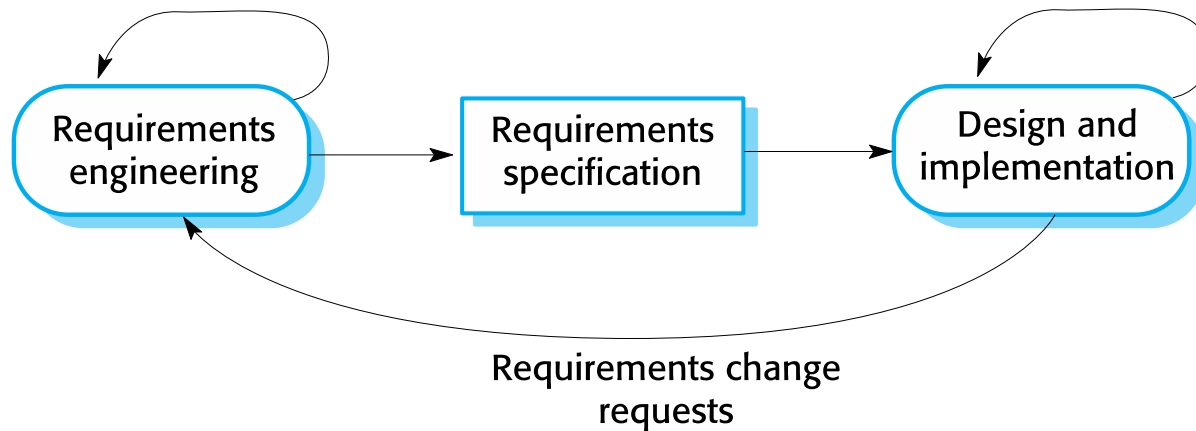 Requirements
engineering
Requirements
specification
Design and
implementation
Requirements change
requests